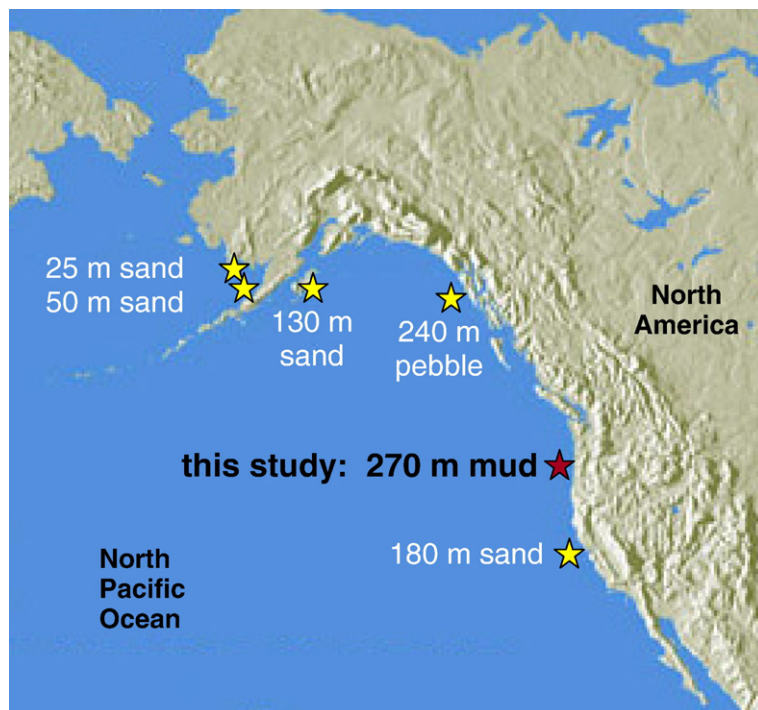 25 m sand
50 m sand
130 m
sand
240 m
pebble
North
America
this study: 270 m mud
180 m sand
North
Pacific
Ocean